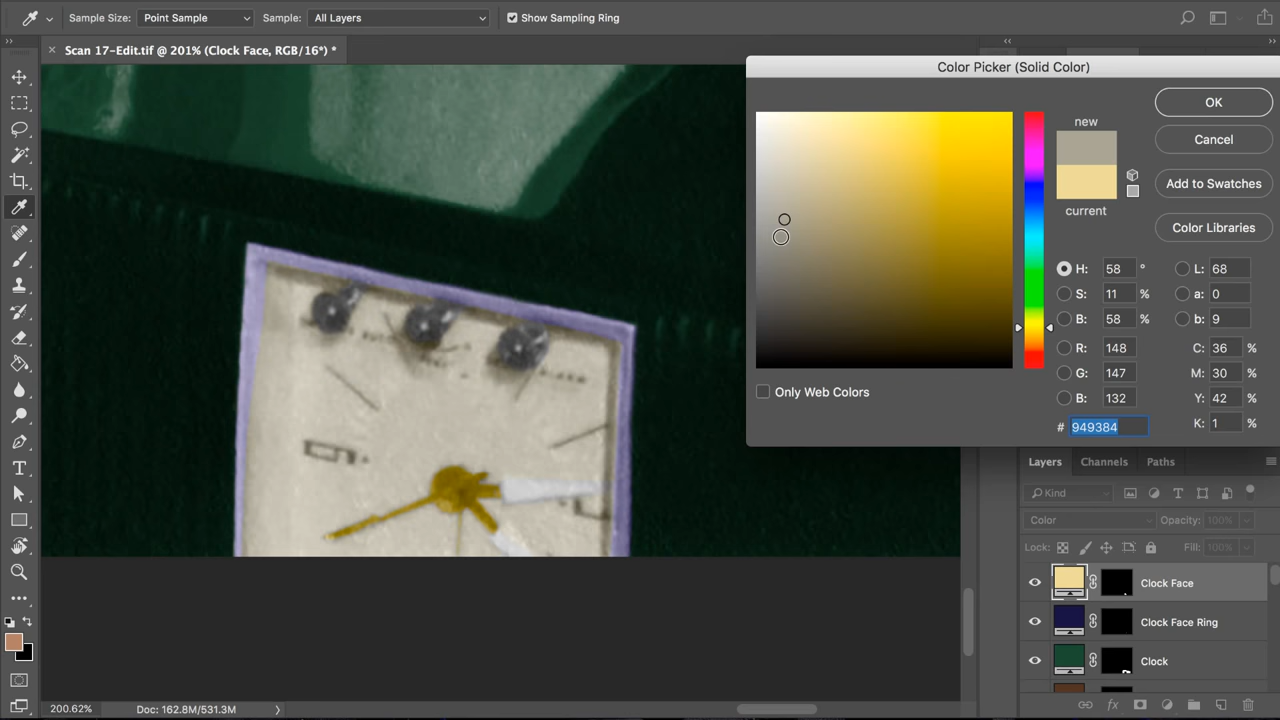 Sample Size: Point Sample Sample: All Layers Show Sampling Ring
Scan 17-Edit.tif @ 201% (Clock Face, RGB/16*) *
Color Picker (Solid Color)
new
current
OK
Cancel
Add to Swatches
Color Libraries
H: 58 °
S: 11 %
B: 58 %
R: 148
G: 147
B: 132
# 949384
L: 68
a: 0
b: 9
C: 36 %
M: 30 %
Y: 42 %
K: 1 %
Only Web Colors
Layers Channels Paths
Kind
Color Opacity: 100%
Lock: Fill: 100%
Clock Face
Clock Face Ring
Clock
200.62% Doc: 162.8M/531.3M